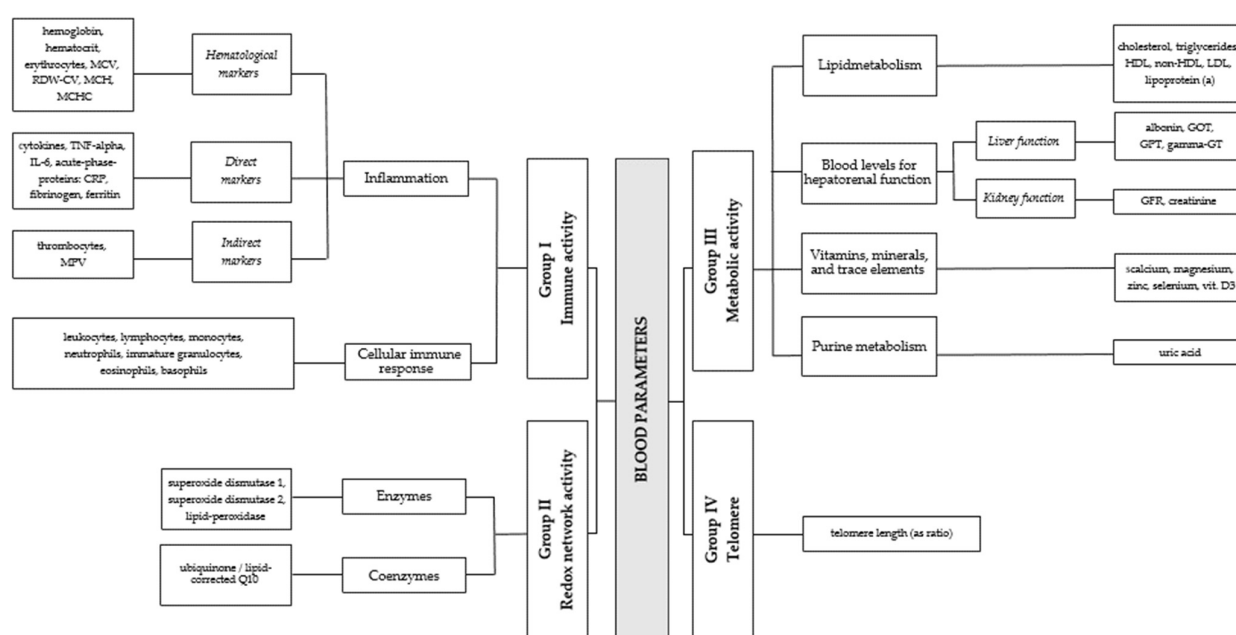 hemoglobin,
hematocrit,
erythrocytes, MCV,
RDW-CV, MCH,
MCHC
Hematological
markers
cytokines, TNF-alpha,
IL-6, acute-phase-
proteins: CRP,
fibrinogen, ferritin
Direct
markers
Inflammation
thrombocytes,
MPV
Indirect
markers
leukocytes, lymphocytes, monocytes,
neutrophils, immature granulocytes,
eosinophils, basophils
Cellular immune
response
Group I
Immune activity
superoxide dismutase 1,
superoxide dismutase 2,
lipid-peroxidase
Enzymes
ubiquinone / lipid-
corrected Q10
Coenzymes
Group II
Redox network activity
BLOOD PARAMETERS
Group III
Metabolic activity
Lipidmetabolism
cholesterol, triglycerides
HDL, non-HDL, LDL,
lipoprotein (a)
Blood levels for
hepatorenal function
Liver function
albonin, GOT,
GPT, gamma-GT
Kidney function
GFR, creatinine
Vitamins, minerals,
and trace elements
scalcium, magnesium,
zinc, selenium, vit. D3
Purine metabolism
uric acid
Group IV
Telomere
telomere length (as ratio)